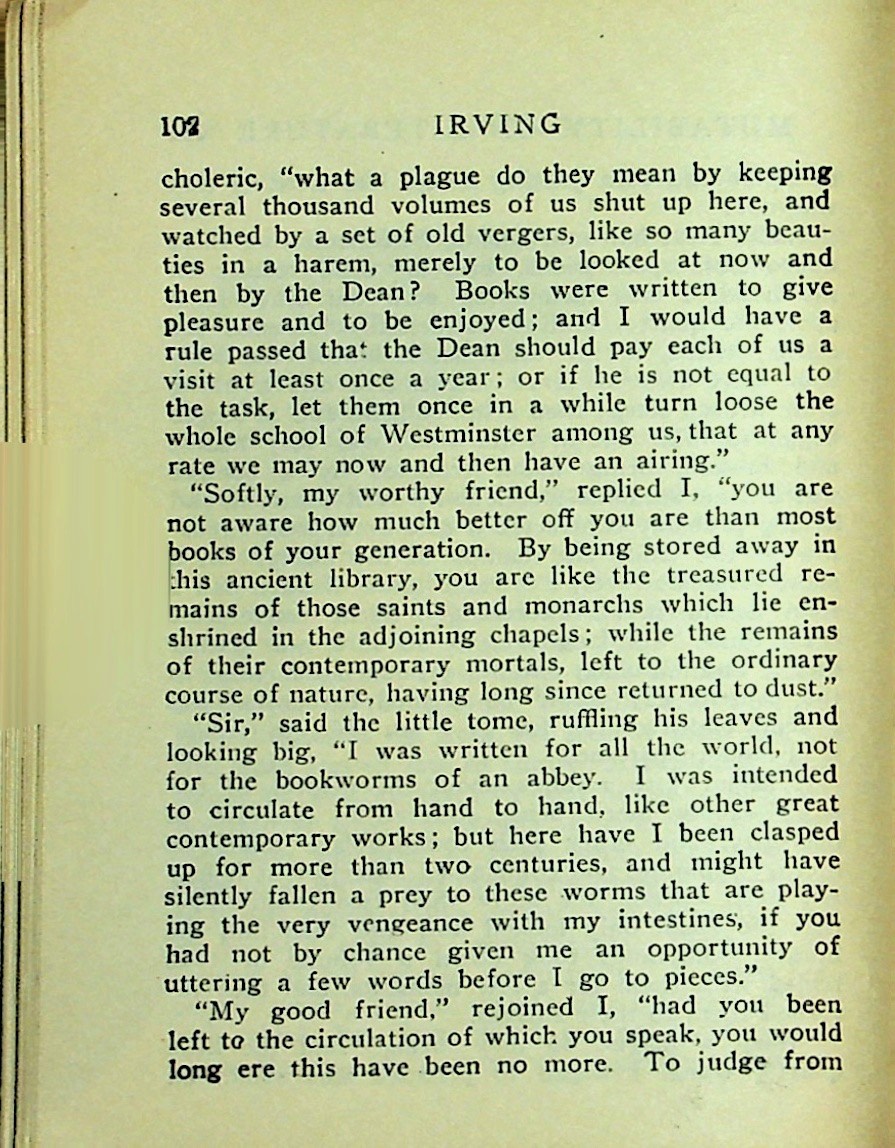 102 IRVING
choleric, “what a plague do they mean by keeping
several thousand volumes of us shut up here, and
watched by a set of old vergers, like so many beau-
ties in a harem, merely to be looked at now and
then by the Dean? Books were written to give
pleasure and to be enjoyed; and I would have a
rule passed that the Dean should pay each of us a
visit at least once a year; or if he is not equal to
the task, let them once in a while turn loose the
whole school of Westminster among us, that at any
rate we may now and then have an airing.”
“Softly, my worthy friend,” replied I, “you are
not aware how much better off you are than most
books of your generation. By being stored away in
this ancient library, you are like the treasured re-
mains of those saints and monarchs which lie en-
shrined in the adjoining chapels; while the remains
of their contemporary mortals, left to the ordinary
course of nature, having long since returned to dust.”
“Sir,” said the little tome, ruffling his leaves and
looking big, “I was written for all the world, not
for the bookworms of an abbey. I was intended
to circulate from hand to hand, like other great
contemporary works; but here have I been clasped
up for more than two centuries, and might have
silently fallen a prey to these worms that are play-
ing the very vengeance with my intestines, if you
had not by chance given me an opportunity of
uttering a few words before I go to pieces.”
“My good friend,” rejoined I, “had you been
left to the circulation of which you speak, you would
long ere this have been no more. To judge from